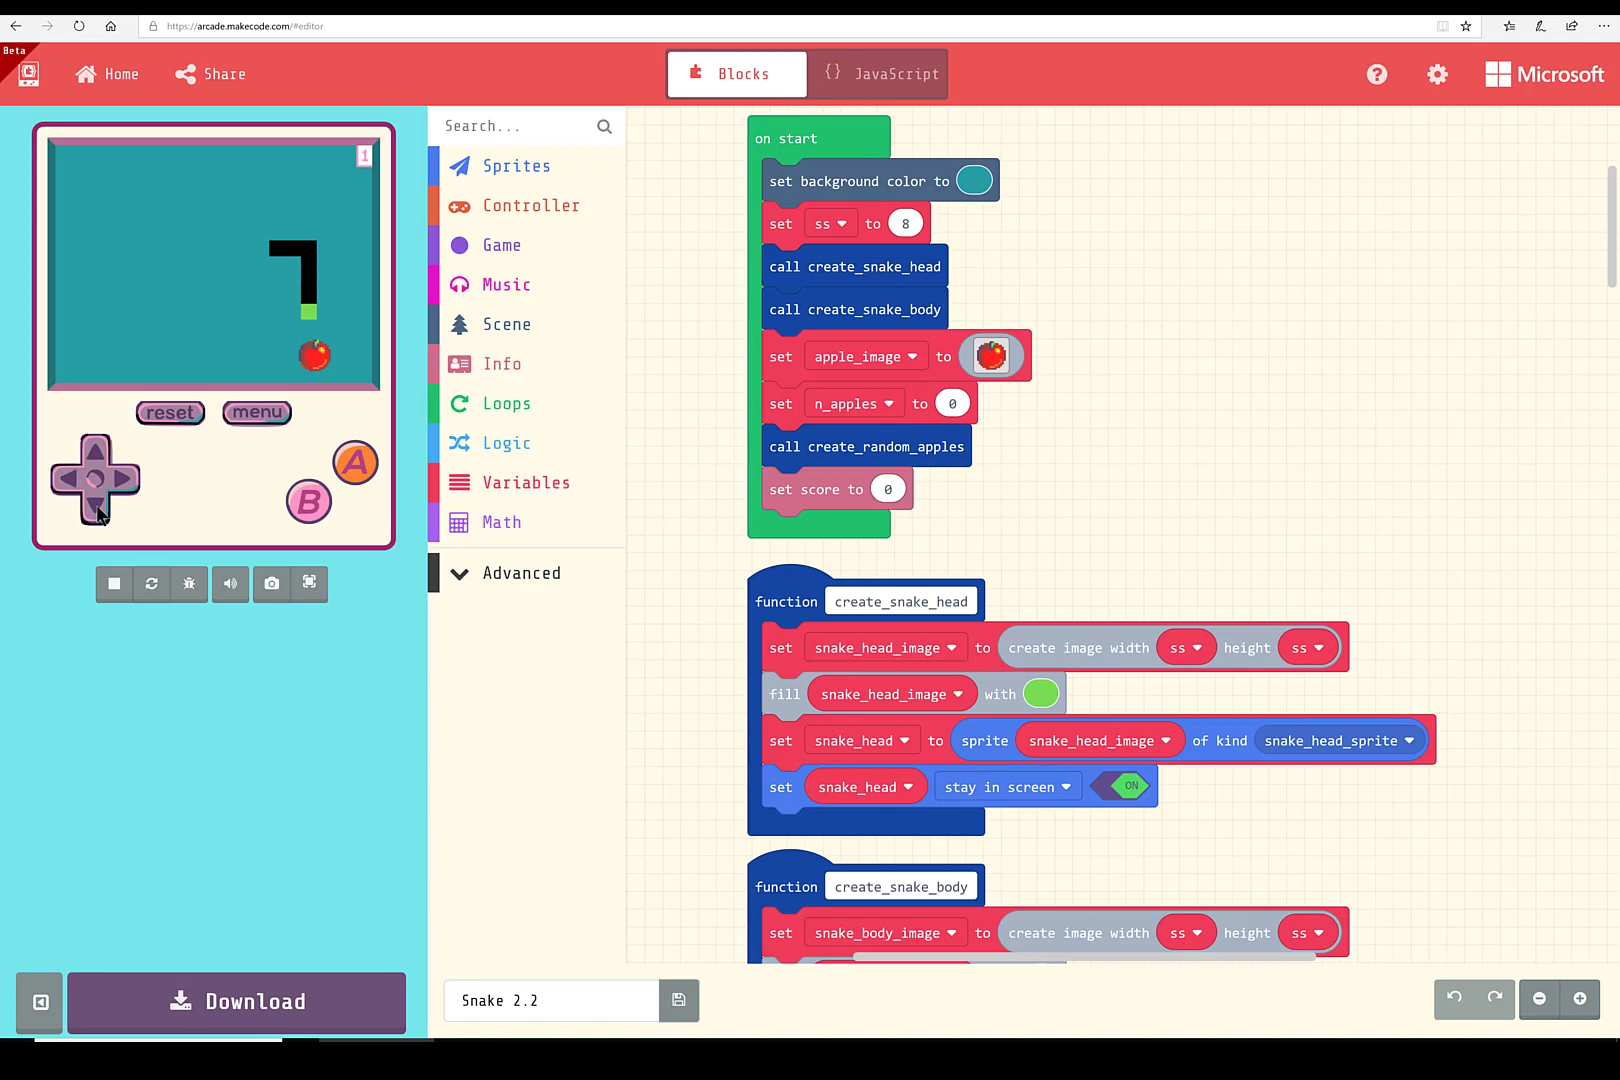 https://arcade.makecode.com/#editor
Beta
Home
Share
Blocks
{} JavaScript
Microsoft
1
reset
menu
A
B
Search...
Sprites
Controller
Game
Music
Scene
Info
Loops
Logic
Variables
Math
Advanced
on start
set background color to
set ss to 8
call create_snake_head
call create_snake_body
set apple_image to
set n_apples to 0
call create_random_apples
set score to 0
function create_snake_head
set snake_head_image to create image width ss height ss
fill snake_head_image with
set snake_head to sprite snake_head_image of kind snake_head_sprite
set snake_head stay in screen ON
function create_snake_body
set snake_body_image to create image width ss height ss
Download
Snake 2.2